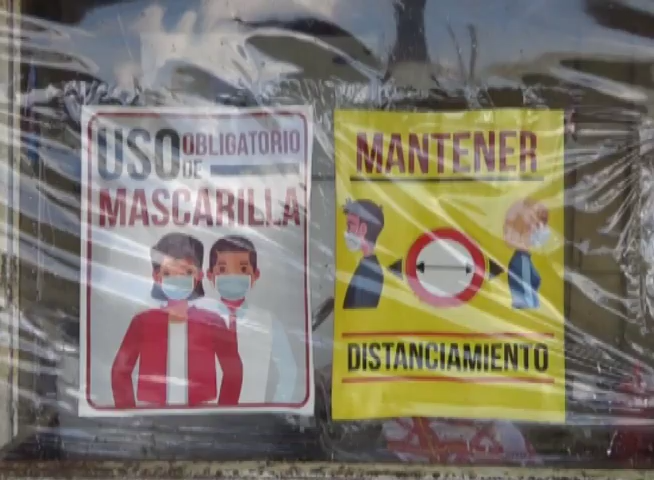 USO OBLIGATORIO
DE
MASCARILLA
MANTENER
DISTANCIAMIENTO